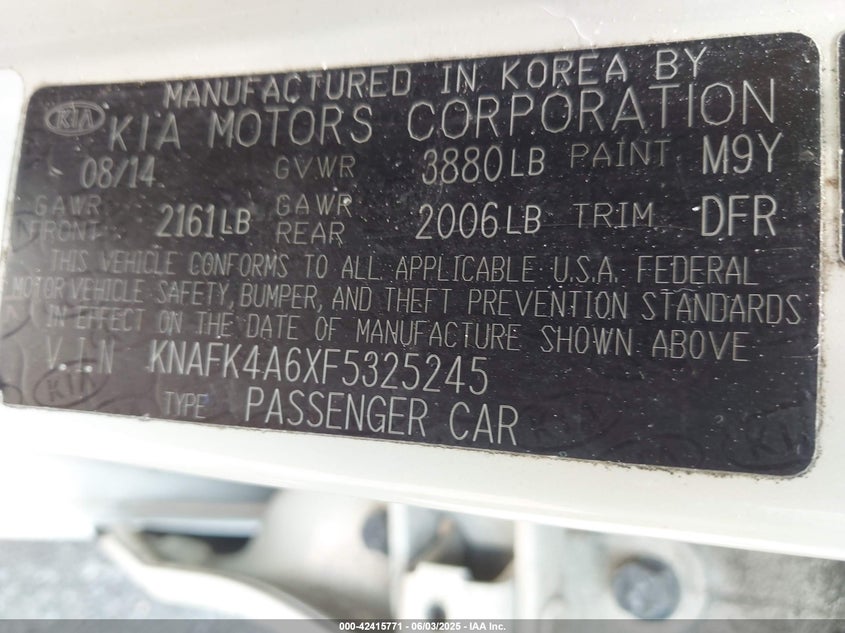 MANUFACTURED IN KOREA BY
KIA KIA MOTORS CORPORATION
08/14 GVWR 3880LB PAINT M9Y
GAWR FRONT 2161LB GAWR REAR 2006LB TRIM DFR
THIS VEHICLE CONFORMS TO ALL APPLICABLE U.S.A. FEDERAL
MOTOR VEHICLE SAFETY, BUMPER, AND THEFT PREVENTION STANDARDS
IN EFFECT ON THE DATE OF MANUFACTURE SHOWN ABOVE
V.I.N KNAFK4A6XF5325245
TYPE PASSENGER CAR
KIA
000-42415771 - 06/03/2025 - © IAA Inc.